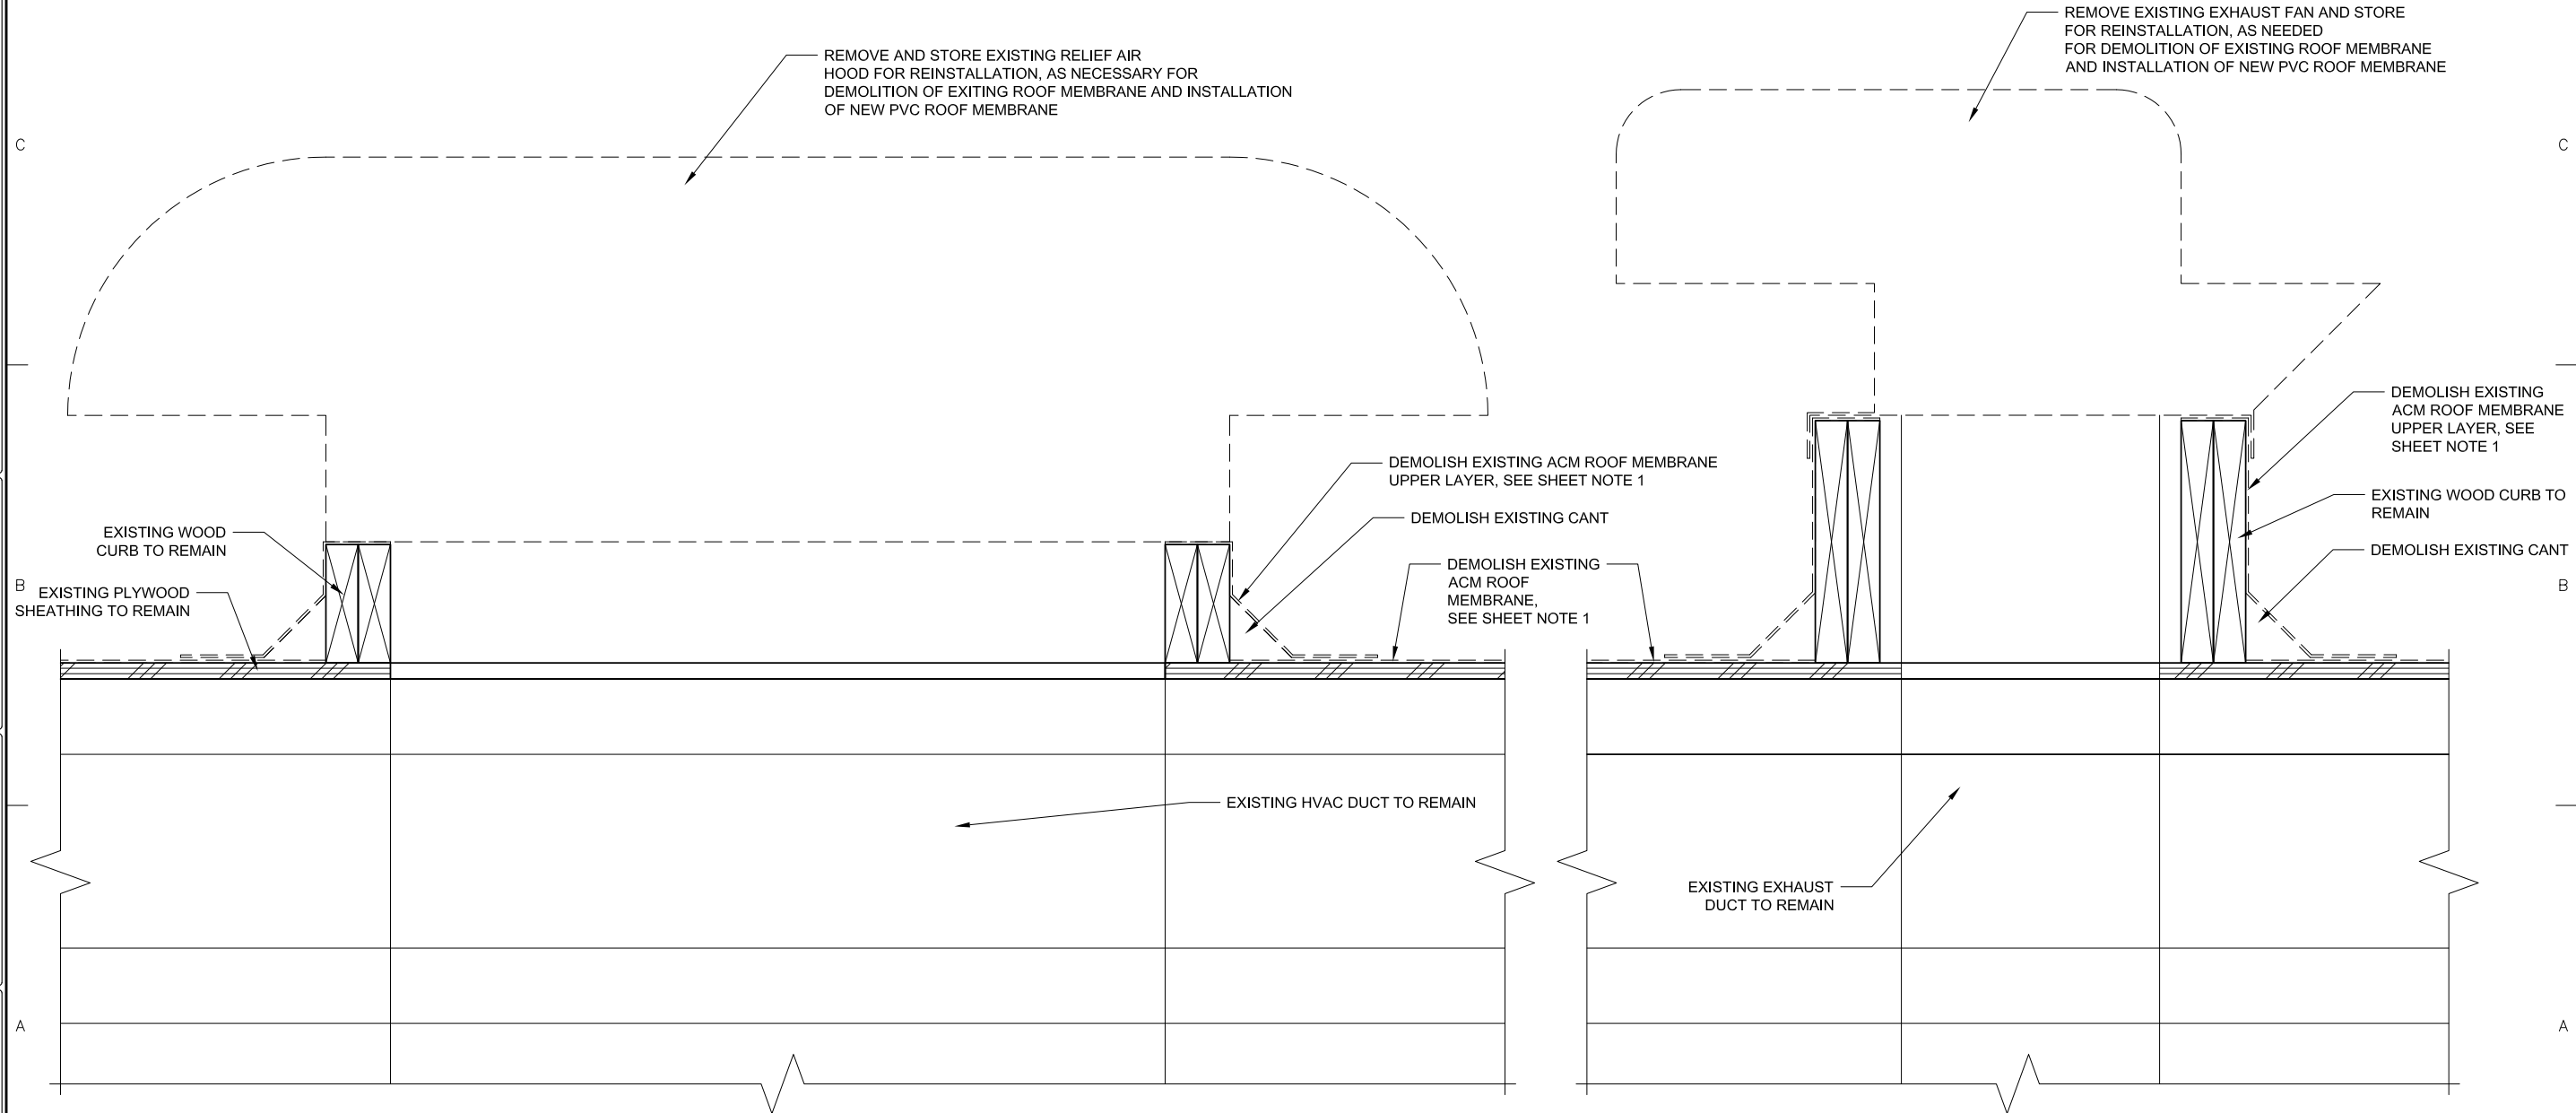 REMOVE AND STORE EXISTING RELIEF AIR
HOOD FOR REINSTALLATION, AS NECESSARY FOR
DEMOLITION OF EXITING ROOF MEMBRANE AND INSTALLATION
OF NEW PVC ROOF MEMBRANE
REMOVE EXISTING EXHAUST FAN AND STORE
FOR REINSTALLATION, AS NEEDED
FOR DEMOLITION OF EXISTING ROOF MEMBRANE
AND INSTALLATION OF NEW PVC ROOF MEMBRANE
C
C
DEMOLISH EXISTING
ACM ROOF MEMBRANE
UPPER LAYER, SEE
SHEET NOTE 1
DEMOLISH EXISTING ACM ROOF MEMBRANE
UPPER LAYER, SEE SHEET NOTE 1
EXISTING WOOD CURB TO
REMAIN
DEMOLISH EXISTING CANT
EXISTING WOOD
CURB TO REMAIN
DEMOLISH EXISTING CANT
DEMOLISH EXISTING
ACM ROOF
MEMBRANE,
SEE SHEET NOTE 1
B
B
EXISTING PLYWOOD
SHEATHING TO REMAIN
EXISTING HVAC DUCT TO REMAIN
EXISTING EXHAUST
DUCT TO REMAIN
A
A